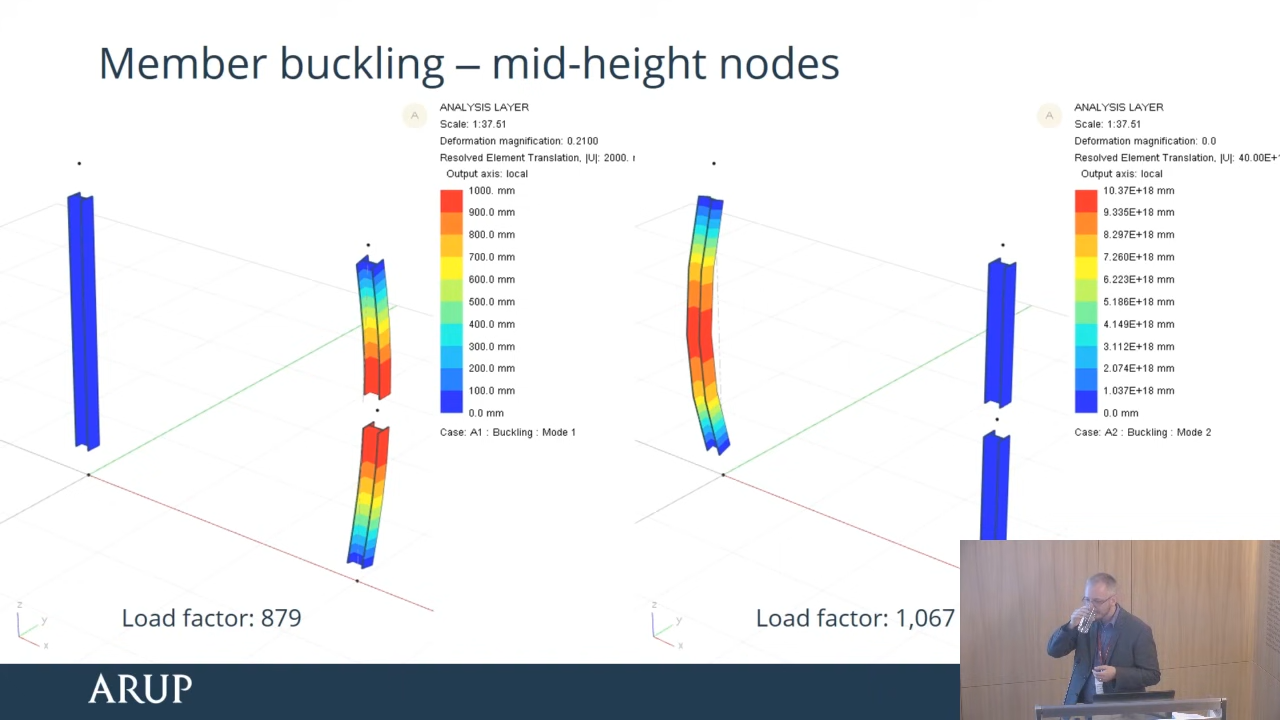 Member buckling – mid-height nodes
A
ANALYSIS LAYER
Scale: 1:37.51
Deformation magnification: 0.2100
Resolved Element Translation, |U|: 2000. r
Output axis: local
1000. mm
900.0 mm
800.0 mm
700.0 mm
600.0 mm
500.0 mm
400.0 mm
300.0 mm
200.0 mm
100.0 mm
0.0 mm
Case: A1 : Buckling : Mode 1
z
y
x
Load factor: 879
A
ANALYSIS LAYER
Scale: 1:37.51
Deformation magnification: 0.0
Resolved Element Translation, |U|: 40.00E+1
Output axis: local
10.37E+18 mm
9.335E+18 mm
8.297E+18 mm
7.260E+18 mm
6.223E+18 mm
5.186E+18 mm
4.149E+18 mm
3.112E+18 mm
2.074E+18 mm
1.037E+18 mm
0.0 mm
Case: A2 : Buckling : Mode 2
z
y
x
Load factor: 1,067
ARUP